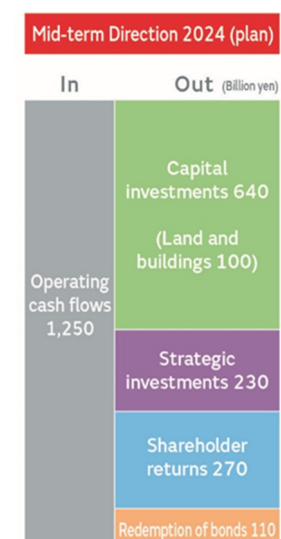 Mid-term Direction 2024 (plan)
In
Out (Billion yen)
Operating
cash flows
1,250
Capital
investments 640
(Land and
buildings 100)
Strategic
investments 230
Shareholder
returns 270
Redemption of bonds 110